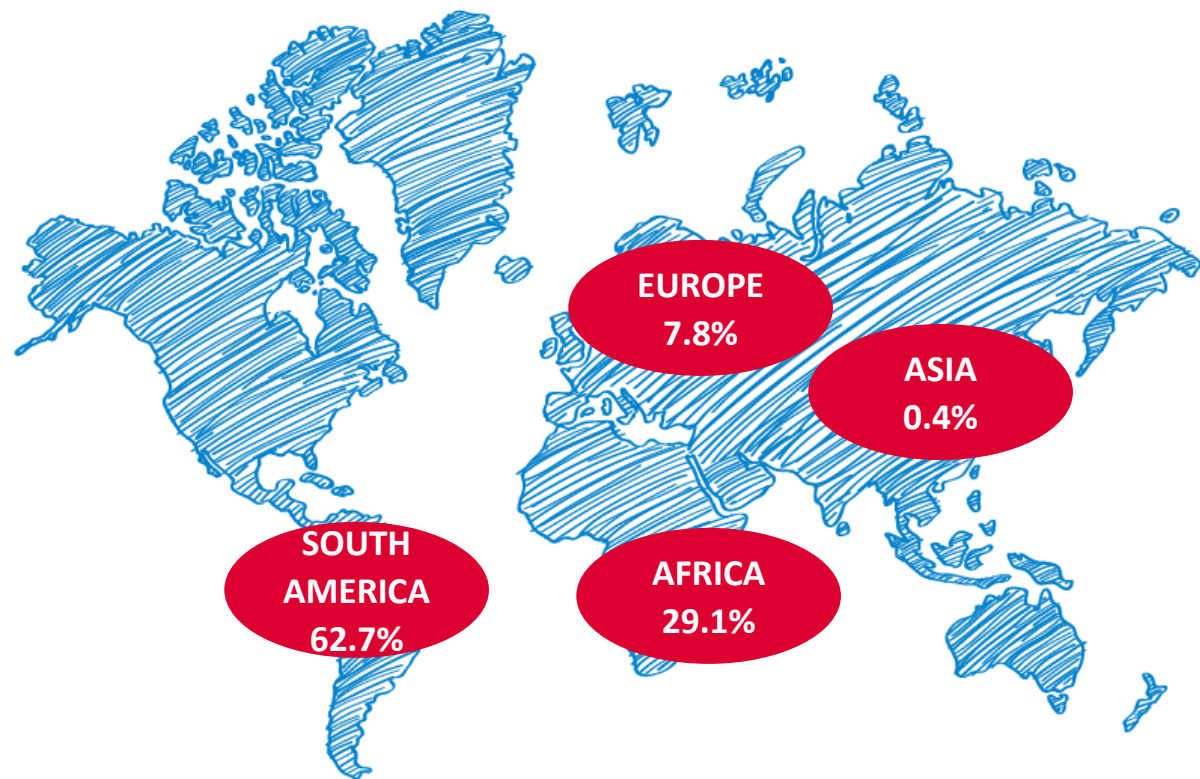 EUROPE
7.8%
ASIA
0.4%
SOUTH
AMERICA
62.7%
AFRICA
29.1%